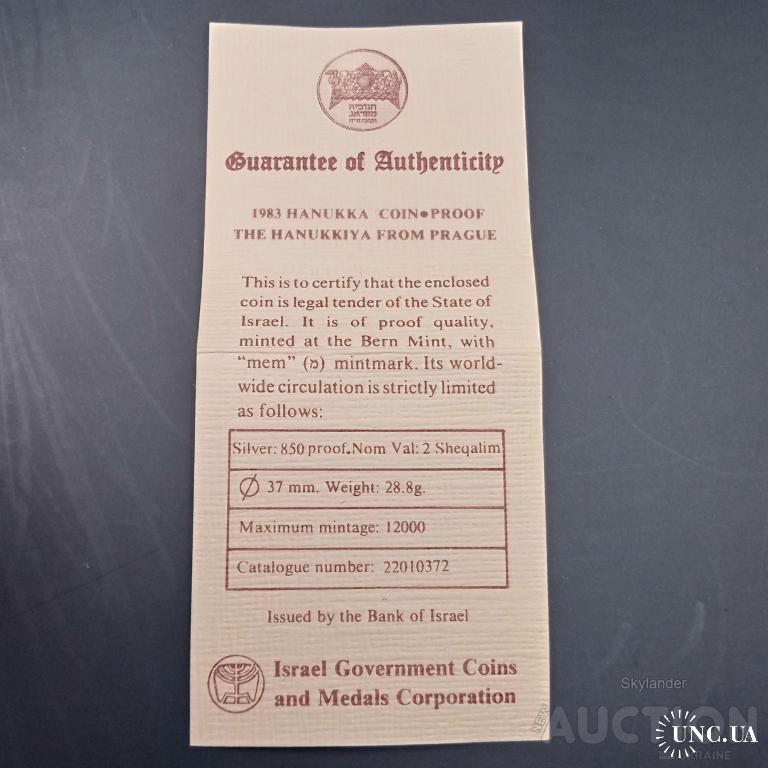 חנוכיה
מפראג
Guarantee of Authenticity
1983 HANUKKA COIN●PROOF
THE HANUKKIYA FROM PRAGUE
This is to certify that the enclosed
coin is legal tender of the State of
Israel. It is of proof quality,
minted at the Bern Mint, with
“mem” (מ) mintmark. Its world-
wide circulation is strictly limited
as follows:
Silver: 850 proof. Nom Val: 2 Sheqalim
Ø 37 mm. Weight: 28.8g.
Maximum mintage: 12000
Catalogue number: 22010372
Issued by the Bank of Israel
Israel Government Coins
and Medals Corporation
Skylander
NEW AUCTION
UNC.UA
UKRAINE